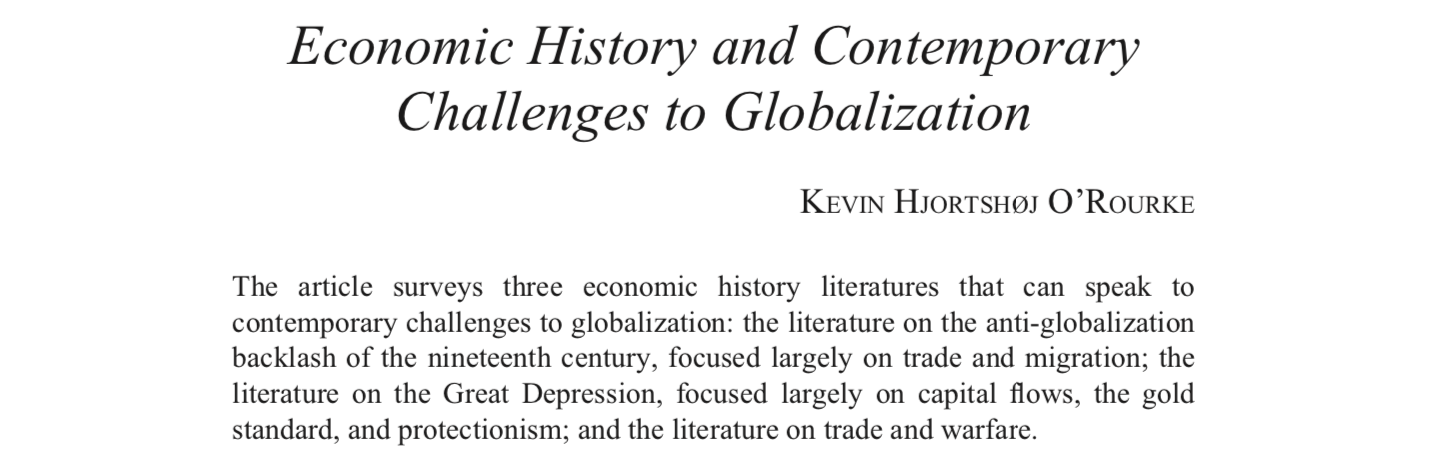 Economic History and Contemporary
Challenges to Globalization
KEVIN HJORTSHØJ O’ROURKE
The article surveys three economic history literatures that can speak to
contemporary challenges to globalization: the literature on the anti-globalization
backlash of the nineteenth century, focused largely on trade and migration; the
literature on the Great Depression, focused largely on capital flows, the gold
standard, and protectionism; and the literature on trade and warfare.